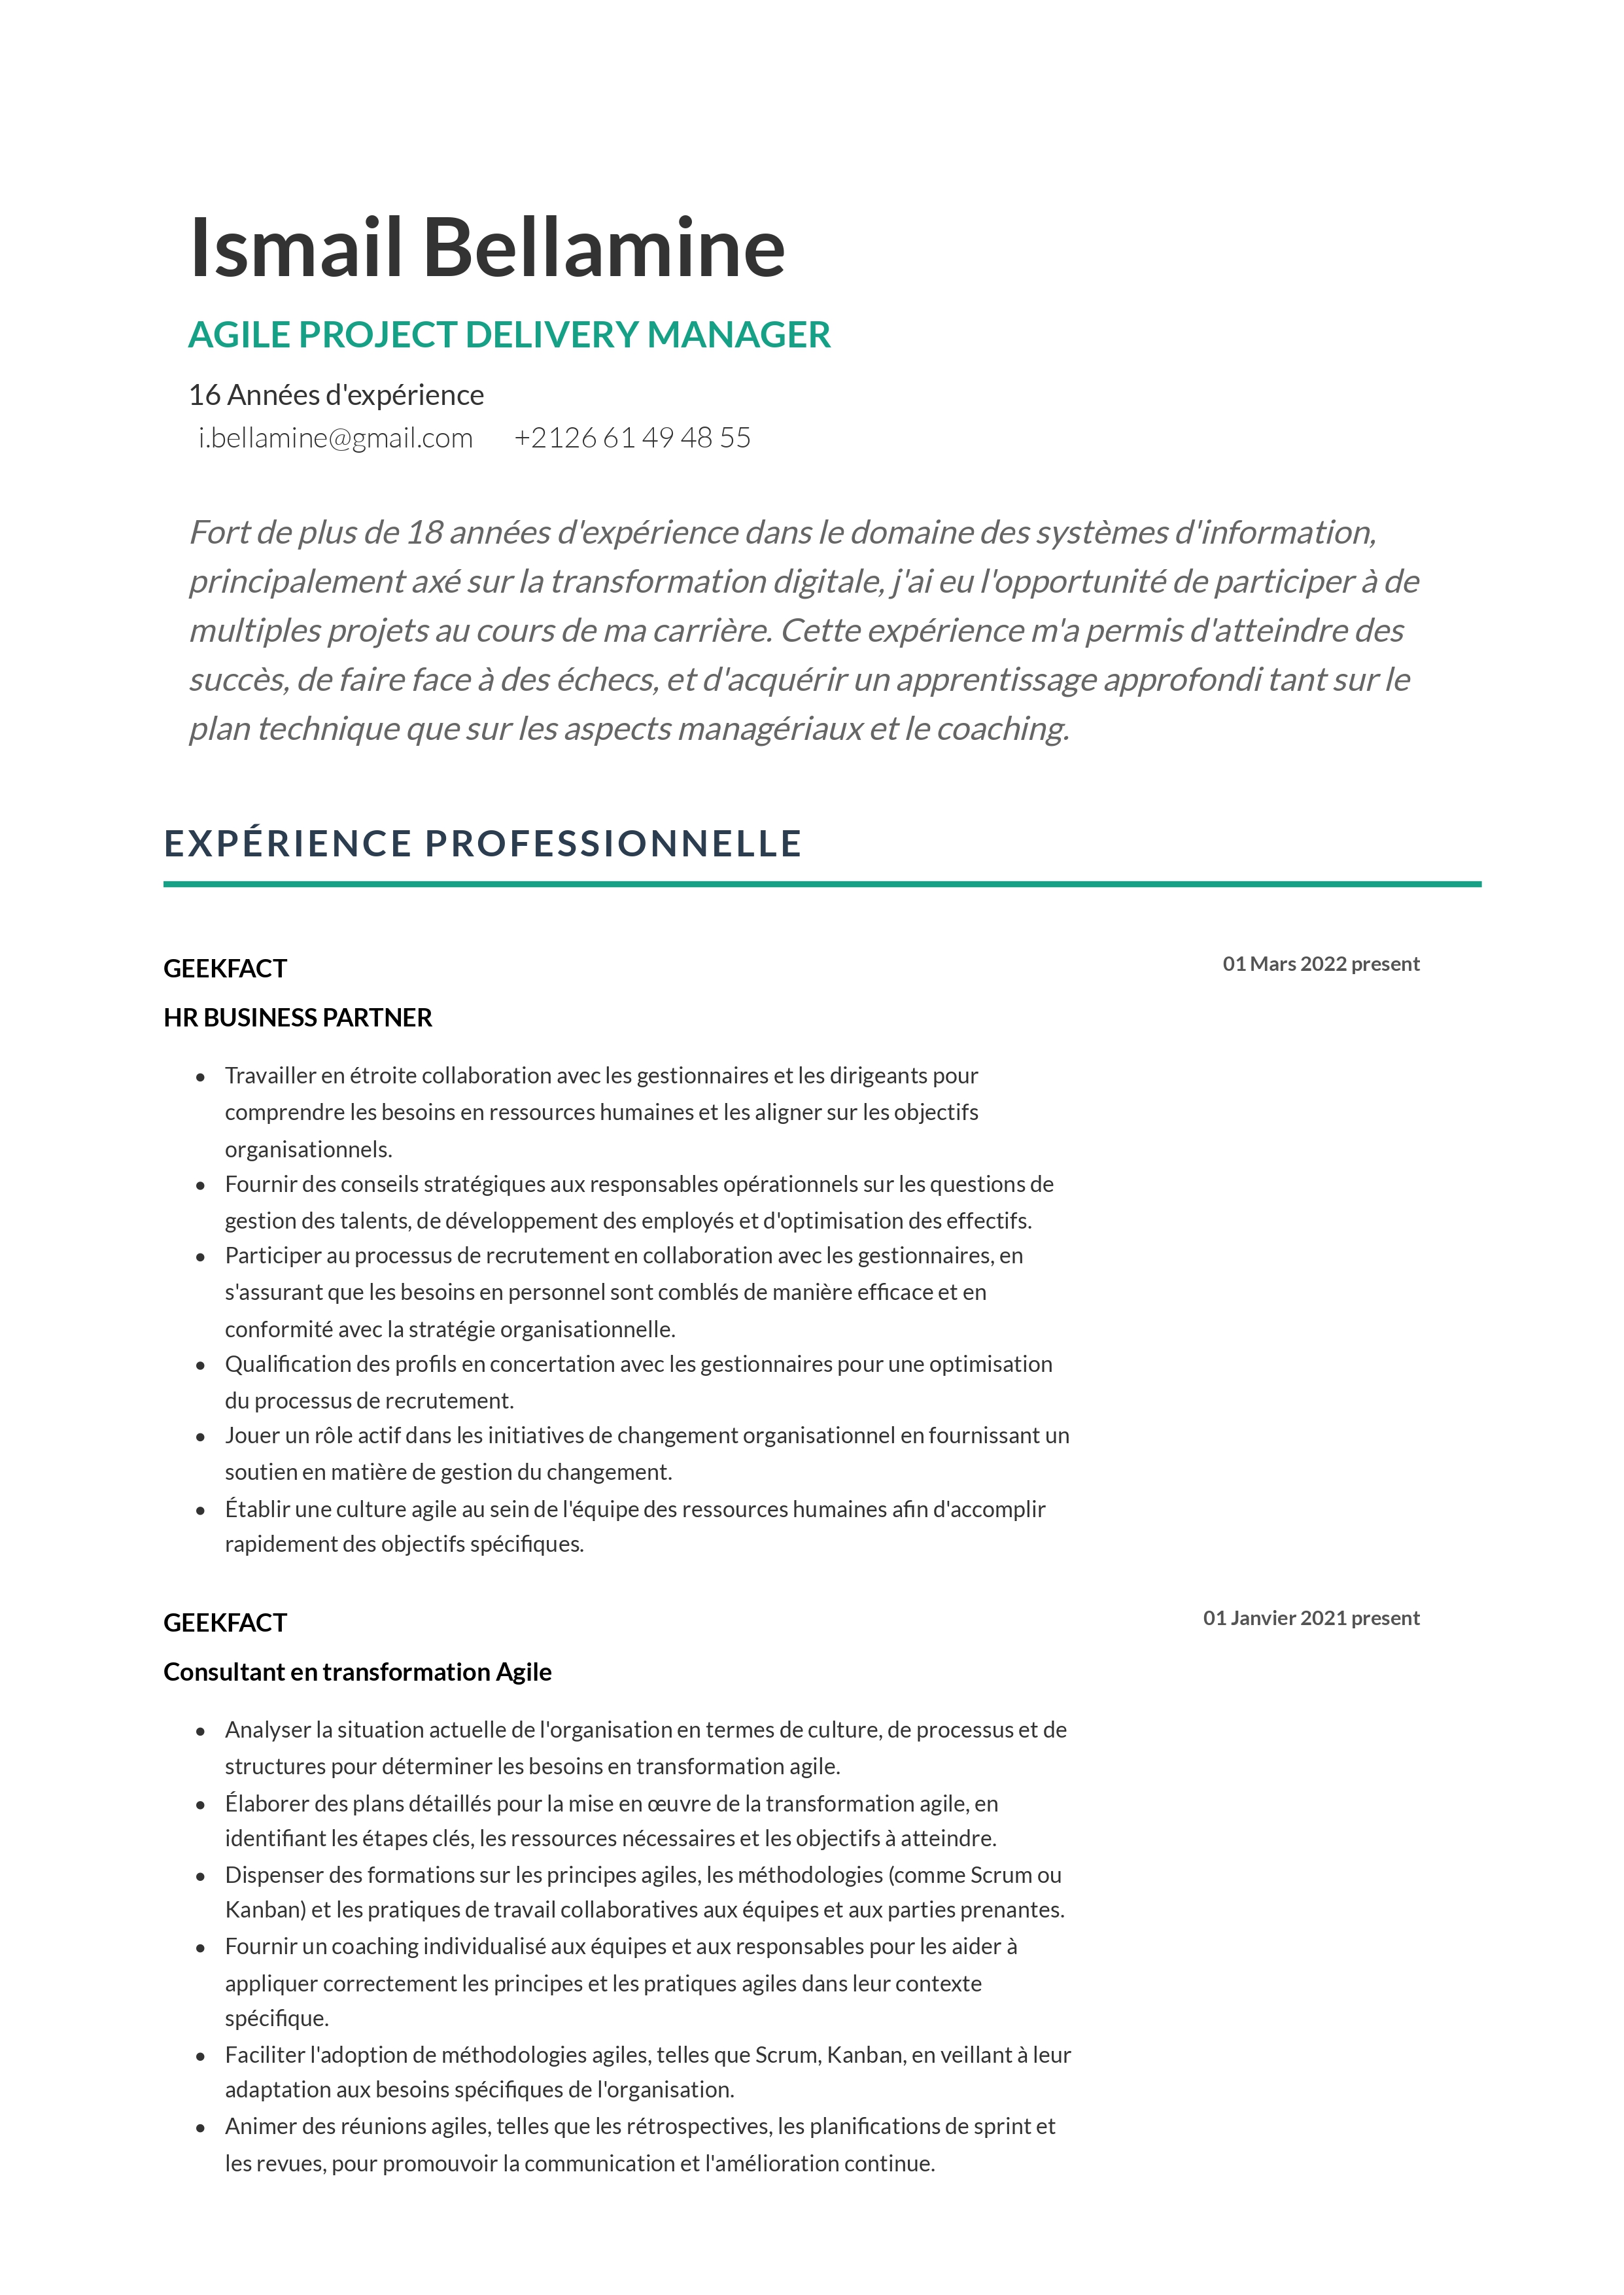 Ismail Bellamine
AGILE PROJECT DELIVERY MANAGER
16 Années d'expérience
i.bellamine@gmail.com +2126 61 49 48 55
Fort de plus de 18 années d'expérience dans le domaine des systèmes d'information,
principalement axé sur la transformation digitale, j'ai eu l'opportunité de participer à de
multiples projets au cours de ma carrière. Cette expérience m'a permis d'atteindre des
succès, de faire face à des échecs, et d'acquérir un apprentissage approfondi tant sur le
plan technique que sur les aspects managériaux et le coaching.
EXPÉRIENCE PROFESSIONNELLE
GEEKFACT 01 Mars 2022 present
HR BUSINESS PARTNER
• Travailler en étroite collaboration avec les gestionnaires et les dirigeants pour
comprendre les besoins en ressources humaines et les aligner sur les objectifs
organisationnels.
• Fournir des conseils stratégiques aux responsables opérationnels sur les questions de
gestion des talents, de développement des employés et d'optimisation des effectifs.
• Participer au processus de recrutement en collaboration avec les gestionnaires, en
s'assurant que les besoins en personnel sont comblés de manière efficace et en
conformité avec la stratégie organisationnelle.
• Qualification des profils en concertation avec les gestionnaires pour une optimisation
du processus de recrutement.
• Jouer un rôle actif dans les initiatives de changement organisationnel en fournissant un
soutien en matière de gestion du changement.
• Établir une culture agile au sein de l'équipe des ressources humaines afin d'accomplir
rapidement des objectifs spécifiques.
GEEKFACT 01 Janvier 2021 present
Consultant en transformation Agile
• Analyser la situation actuelle de l'organisation en termes de culture, de processus et de
structures pour déterminer les besoins en transformation agile.
• Élaborer des plans détaillés pour la mise en œuvre de la transformation agile, en
identifiant les étapes clés, les ressources nécessaires et les objectifs à atteindre.
• Dispenser des formations sur les principes agiles, les méthodologies (comme Scrum ou
Kanban) et les pratiques de travail collaboratives aux équipes et aux parties prenantes.
• Fournir un coaching individualisé aux équipes et aux responsables pour les aider à
appliquer correctement les principes et les pratiques agiles dans leur contexte
spécifique.
• Faciliter l'adoption de méthodologies agiles, telles que Scrum, Kanban, en veillant à leur
adaptation aux besoins spécifiques de l'organisation.
• Animer des réunions agiles, telles que les rétrospectives, les planifications de sprint et
les revues, pour promouvoir la communication et l'amélioration continue.